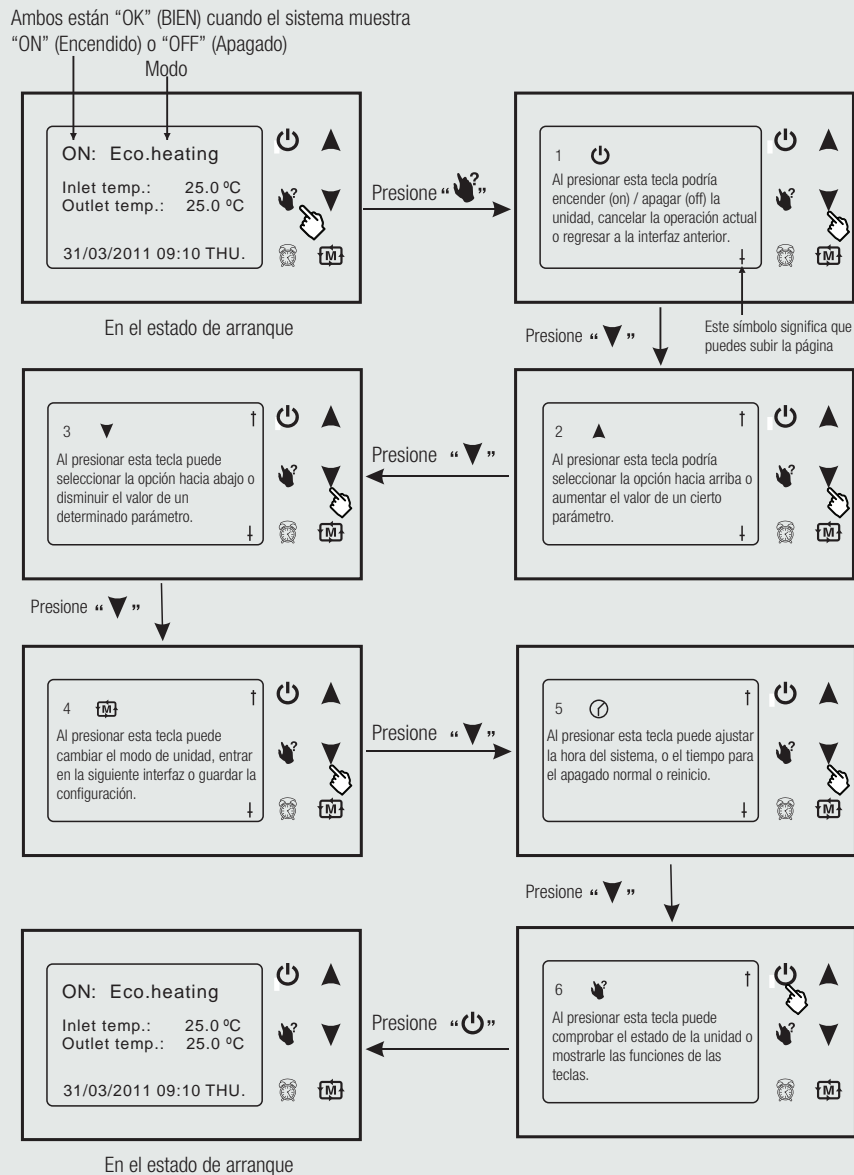 Ambos están “OK” (BIEN) cuando el sistema muestra
“ON” (Encendido) o “OFF” (Apagado)
Modo
ON: Eco.heating
Inlet temp.: 25.0 ºC
Outlet temp.: 25.0 ºC
31/03/2011 09:10 THU.
M
En el estado de arranque
Presione “ ? ”
1
Al presionar esta tecla podría
encender (on) / apagar (off) la
unidad, cancelar la operación actual
o regresar a la interfaz anterior.
M
Este símbolo significa que
puedes subir la página
Presione “▼”
2 ▲
Al presionar esta tecla podría
seleccionar la opción hacia arriba o
aumentar el valor de un cierto
parámetro.
M
Presione “▼”
3 ▼
Al presionar esta tecla puede
seleccionar la opción hacia abajo o
disminuir el valor de un
determinado parámetro.
M
Presione “▼”
4 M
Al presionar esta tecla puede
cambiar el modo de unidad, entrar
en la siguiente interfaz o guardar la
configuración.
M
Presione “▼”
5
Al presionar esta tecla puede ajustar
la hora del sistema, o el tiempo para
el apagado normal o reinicio.
M
Presione “▼”
6 ?
Al presionar esta tecla puede
comprobar el estado de la unidad o
mostrarle las funciones de las
teclas.
M
Presione “⏻”
ON: Eco.heating
Inlet temp.: 25.0 ºC
Outlet temp.: 25.0 ºC
31/03/2011 09:10 THU.
M
En el estado de arranque